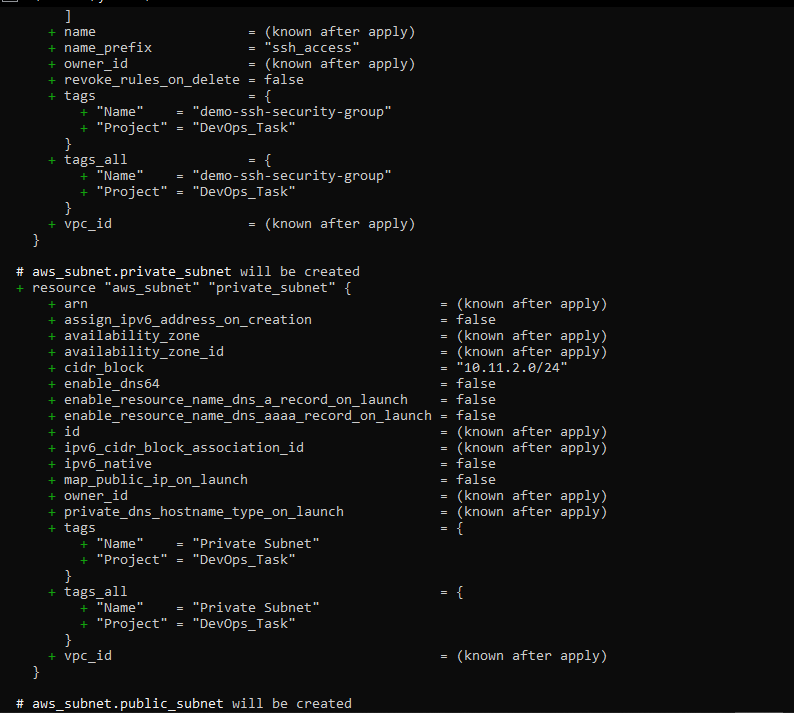 ]
+ name = (known after apply)
+ name_prefix = "ssh_access"
+ owner_id = (known after apply)
+ revoke_rules_on_delete = false
+ tags = {
+ "Name" = "demo-ssh-security-group"
+ "Project" = "DevOps_Task"
}
+ tags_all = {
+ "Name" = "demo-ssh-security-group"
+ "Project" = "DevOps_Task"
}
+ vpc_id = (known after apply)
}
# aws_subnet.private_subnet will be created
+ resource "aws_subnet" "private_subnet" {
+ arn = (known after apply)
+ assign_ipv6_address_on_creation = false
+ availability_zone = (known after apply)
+ availability_zone_id = (known after apply)
+ cidr_block = "10.11.2.0/24"
+ enable_dns64 = false
+ enable_resource_name_dns_a_record_on_launch = false
+ enable_resource_name_dns_aaaa_record_on_launch = false
+ id = (known after apply)
+ ipv6_cidr_block_association_id = (known after apply)
+ ipv6_native = false
+ map_public_ip_on_launch = false
+ owner_id = (known after apply)
+ private_dns_hostname_type_on_launch = (known after apply)
+ tags = {
+ "Name" = "Private Subnet"
+ "Project" = "DevOps_Task"
}
+ tags_all = {
+ "Name" = "Private Subnet"
+ "Project" = "DevOps_Task"
}
+ vpc_id = (known after apply)
}
# aws_subnet.public_subnet will be created